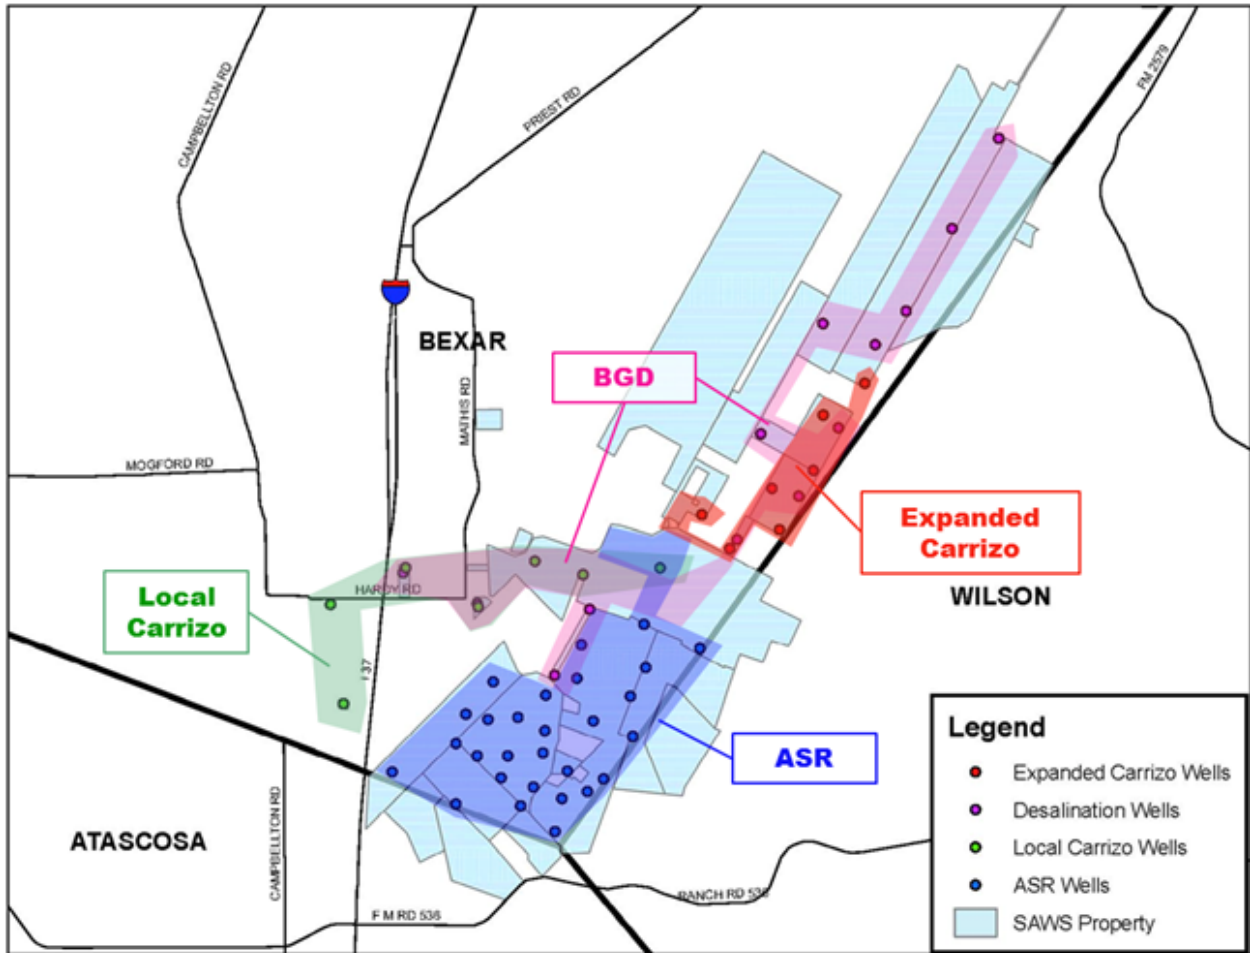 CAMPBELLTON RD
PRIEST RD
FM 2579
BEXAR
MATHIS RD
BGD
MOGFORD RD
Expanded
Carrizo
HARDY RD
Local
Carrizo
WILSON
I 37
ASR
ATASCOSA
CAMPBELLTON RD
F M RD 536
RANCH RD 536
Legend
Expanded Carrizo Wells
Desalination Wells
Local Carrizo Wells
ASR Wells
SAWS Property